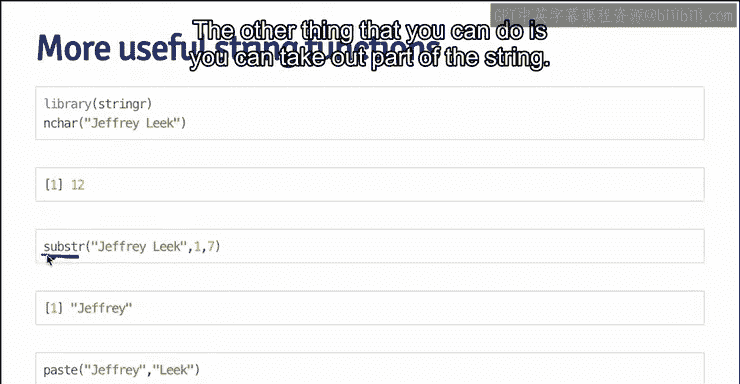 The other thing that you can do is
More useful string functions
you can take out part of the string.
library(stringr)
nchar("Jeffrey Leek")
[1] 12
substr("Jeffrey Leek",1,7)
[1] "Jeffrey"
paste("Jeffrey","Leek")